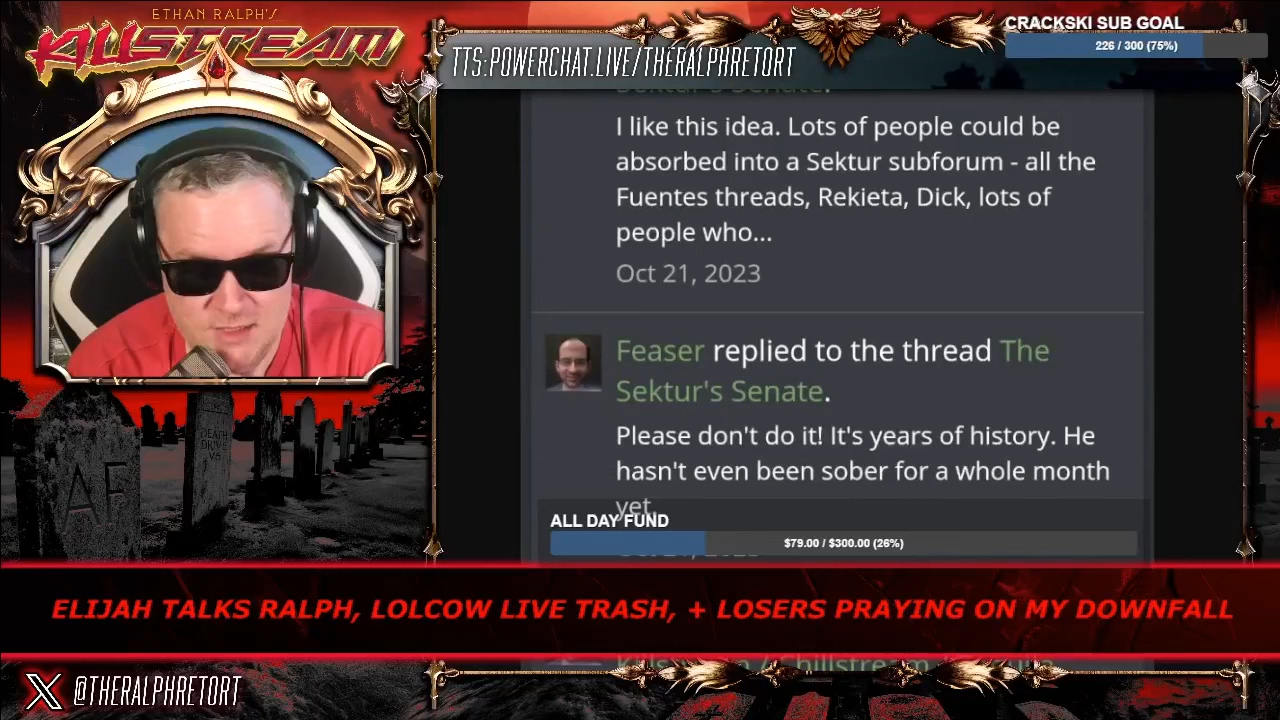 ETHAN RALPH'S
KILLSTREAM
TTS:POWERCHAT.LIVE/THERALPHRETORT
CRACKSKI SUB GOAL
226 / 300 (75%)
Sektur's Senate.
I like this idea. Lots of people could be
absorbed into a Sektur subforum - all the
Fuentes threads, Rekieta, Dick, lots of
people who...
Oct 21, 2023
Feaser replied to the thread The
Sektur's Senate.
Please don't do it! It's years of history. He
hasn't even been sober for a whole month
yet.
ALL DAY FUND
$79.00 / $300.00 (26%)
AF
ELIJAH TALKS RALPH, LOLCOW LIVE TRASH, + LOSERS PRAYING ON MY DOWNFALL
@THERALPHRETORT